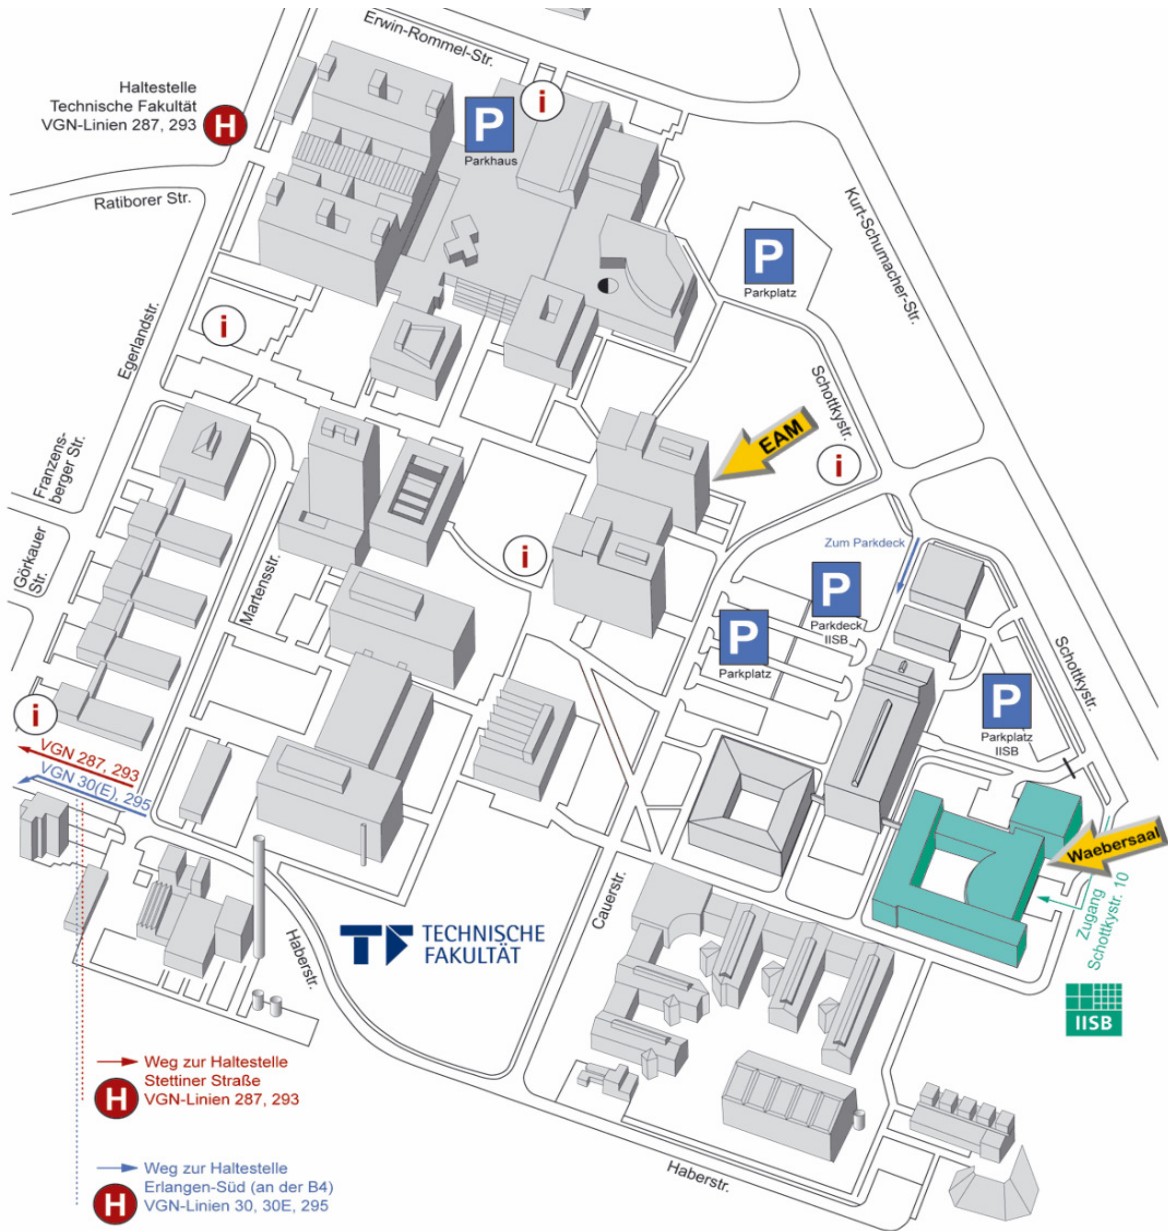 Erwin-Rommel-Str.
Haltestelle
Technische Fakultät
VGN-Linien 287, 293
H
i
P
Parkhaus
Ratiborer Str.
Kurt-Schumacher-Str.
P
Parkplatz
Egerlandstr.
i
Schottkystr.
EAM
i
Franzens-
berger Str.
Görkauer
Str.
Martensstr.
i
Zum Parkdeck
P
Parkdeck
IISB
P
Parkplatz
Schottkystr.
P
Parkplatz
IISB
i
VGN 287, 293
VGN 30(E), 295
Waebersaal
Zugang
Schottkystr. 10
Cauerstr.
Haberstr.
TECHNISCHE
FAKULTÄT
IISB
Weg zur Haltestelle
Stettiner Straße
VGN-Linien 287, 293
H
Weg zur Haltestelle
Erlangen-Süd (an der B4)
VGN-Linien 30, 30E, 295
H
Haberstr.